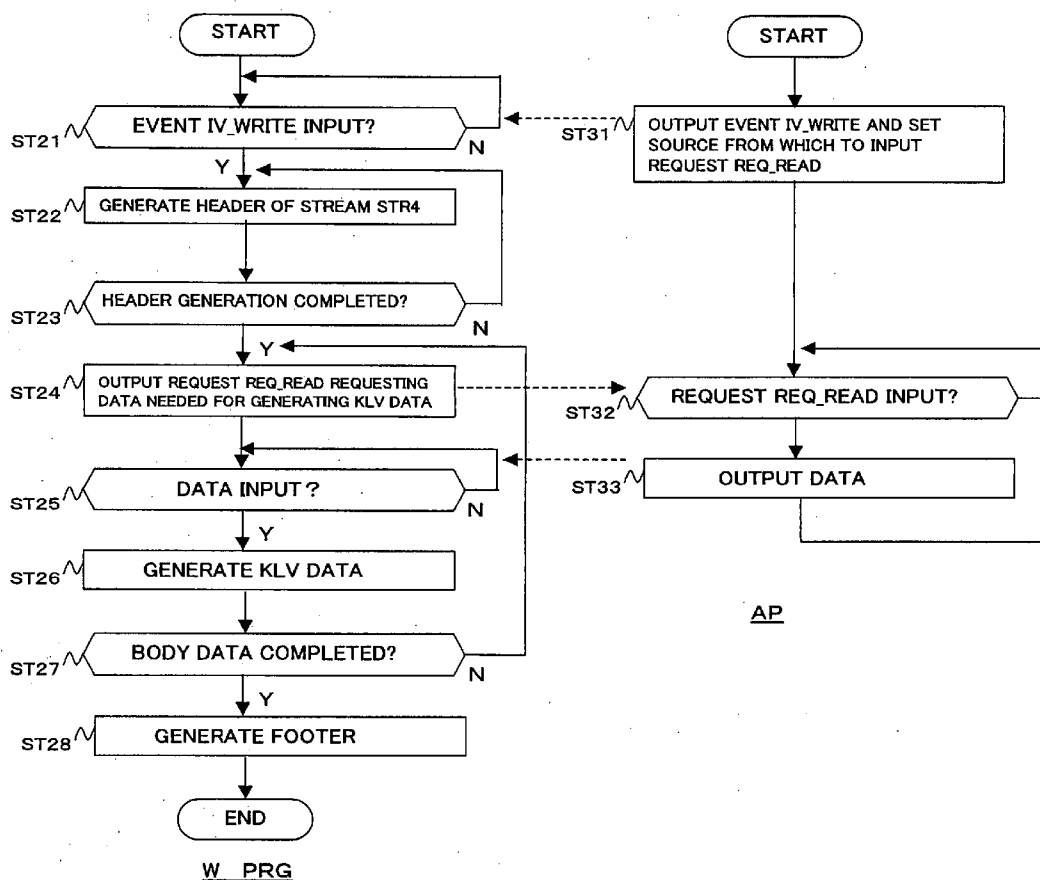 START
EVENT IV_WRITE INPUT?
ST21
N
Y
GENERATE HEADER OF STREAM STR4
ST22
HEADER GENERATION COMPLETED?
ST23
N
Y
OUTPUT REQUEST REQ_READ REQUESTING
DATA NEEDED FOR GENERATING KLV DATA
ST24
DATA INPUT?
ST25
N
Y
GENERATE KLV DATA
ST26
BODY DATA COMPLETED?
ST27
N
Y
GENERATE FOOTER
ST28
END
W PRG
START
OUTPUT EVENT IV_WRITE AND SET
SOURCE FROM WHICH TO INPUT
REQUEST REQ_READ
ST31
REQUEST REQ_READ INPUT?
ST32
OUTPUT DATA
ST33
AP